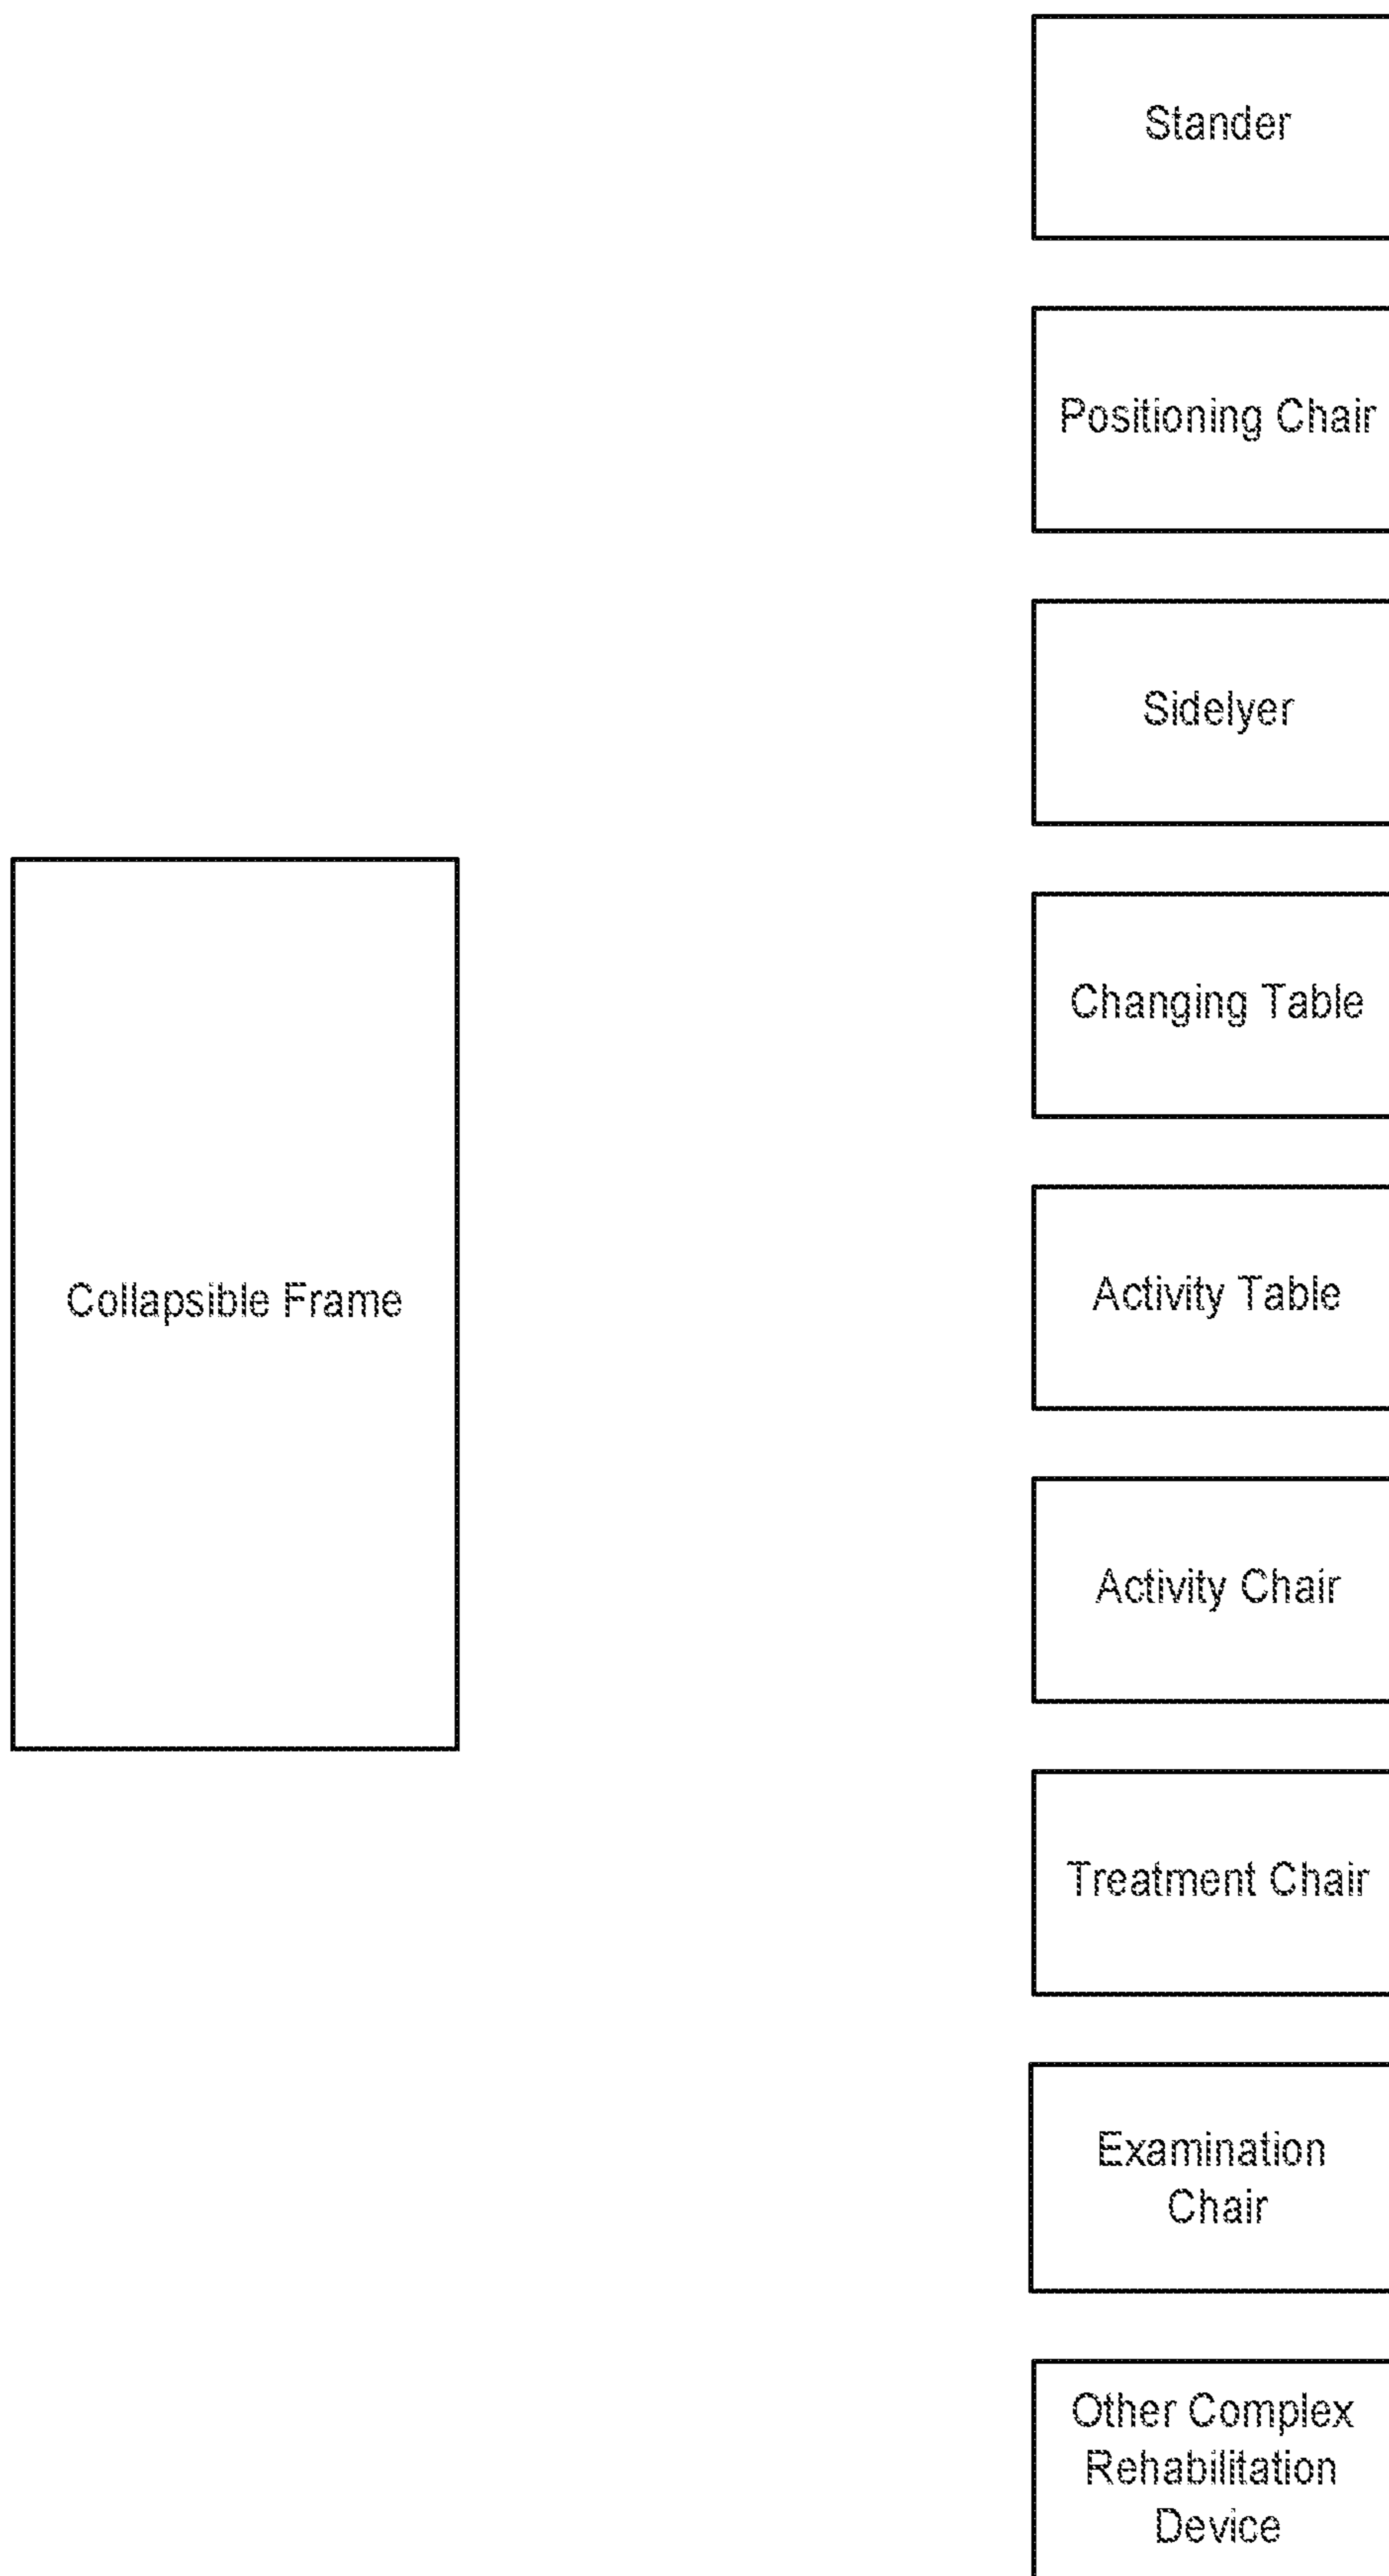 Stander
Positioning Chair
Sidelyer
Changing Table
Activity Table
Collapsible Frame
Activity Chair
Treatment Chair
Examination
Chair
Other Complex
Rehabilitation
Device